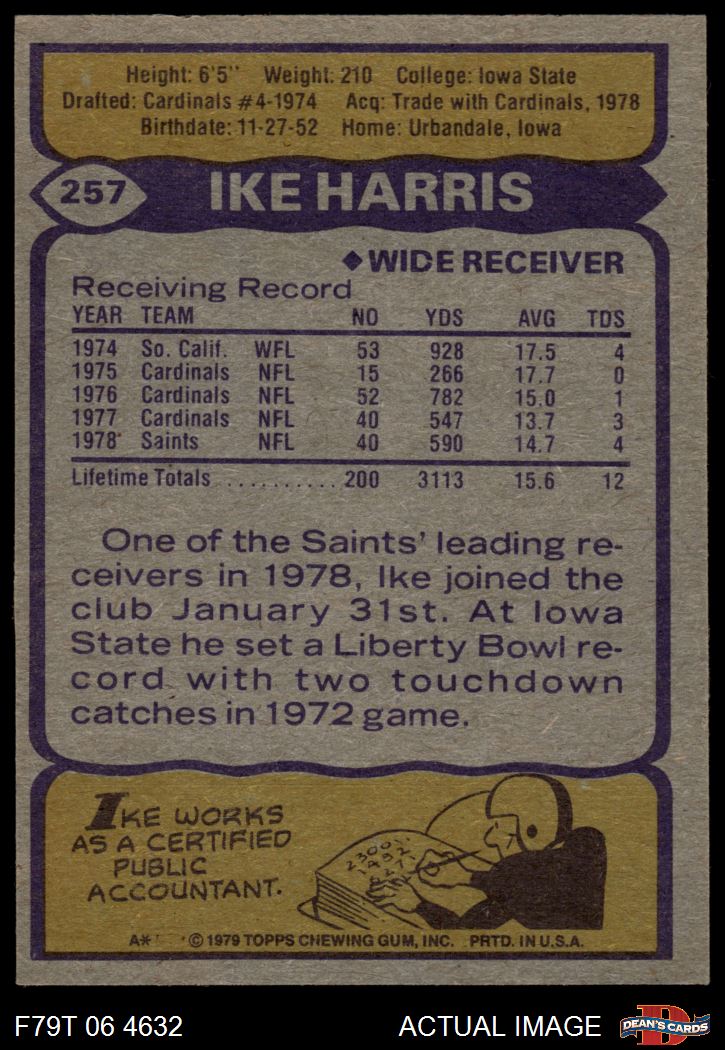 Height: 6'5" Weight: 210 College: Iowa State
Drafted: Cardinals #4-1974 Acq: Trade with Cardinals, 1978
Birthdate: 11-27-52 Home: Urbandale, Iowa
257 IKE HARRIS
◆WIDE RECEIVER
Receiving Record
YEAR TEAM NO YDS AVG TDS
1974 So. Calif. WFL 53 928 17.5 4
1975 Cardinals NFL 15 266 17.7 0
1976 Cardinals NFL 52 782 15.0 1
1977 Cardinals NFL 40 547 13.7 3
1978 Saints NFL 40 590 14.7 4
Lifetime Totals .......... 200 3113 15.6 12
One of the Saints' leading re-
ceivers in 1978, Ike joined the
club January 31st. At Iowa
State he set a Liberty Bowl re-
cord with two touchdown
catches in 1972 game.
IKE WORKS
AS A CERTIFIED
PUBLIC
ACCOUNTANT.
A* © 1979 TOPPS CHEWING GUM, INC. PRTD. IN U.S.A.
F79T 06 4632 ACTUAL IMAGE DEAN'S CARDS